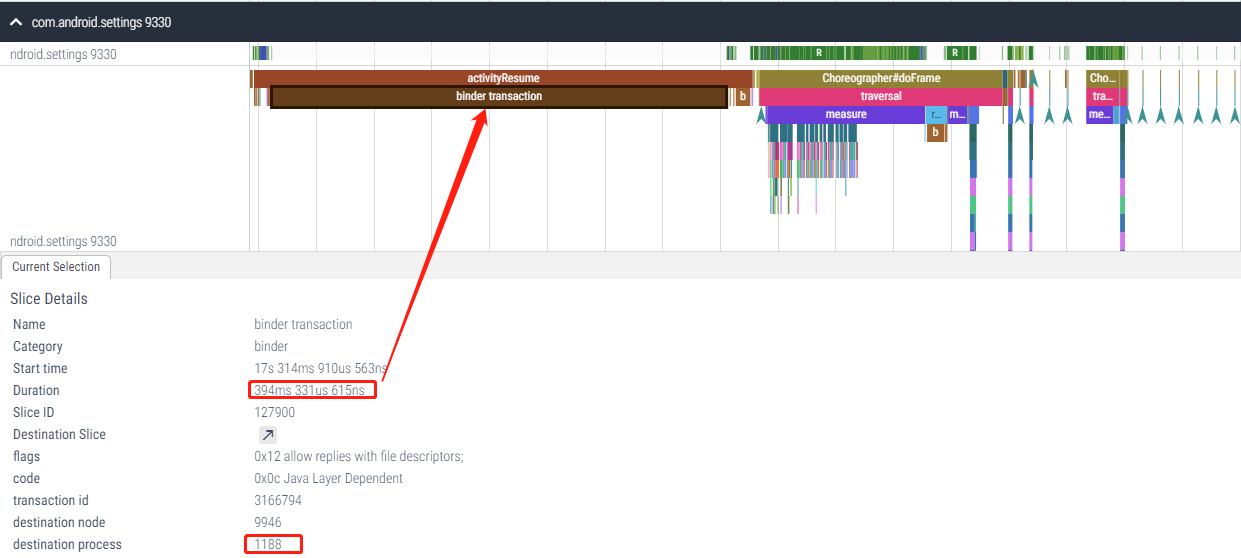 com.android.settings 9330
ndroid.settings 9330
R
R
activityResume
Choreographer#doFrame
Cho...
binder transaction
b
traversal
tra...
measure
r...
m...
me...
b
ndroid.settings 9330
Current Selection
Slice Details
Name binder transaction
Category binder
Start time 17s 314ms 910us 563ns
Duration 394ms 331us 615ns
Slice ID 127900
Destination Slice
flags 0x12 allow replies with file descriptors;
code 0x0c Java Layer Dependent
transaction id 3166794
destination node 9946
destination process 1188